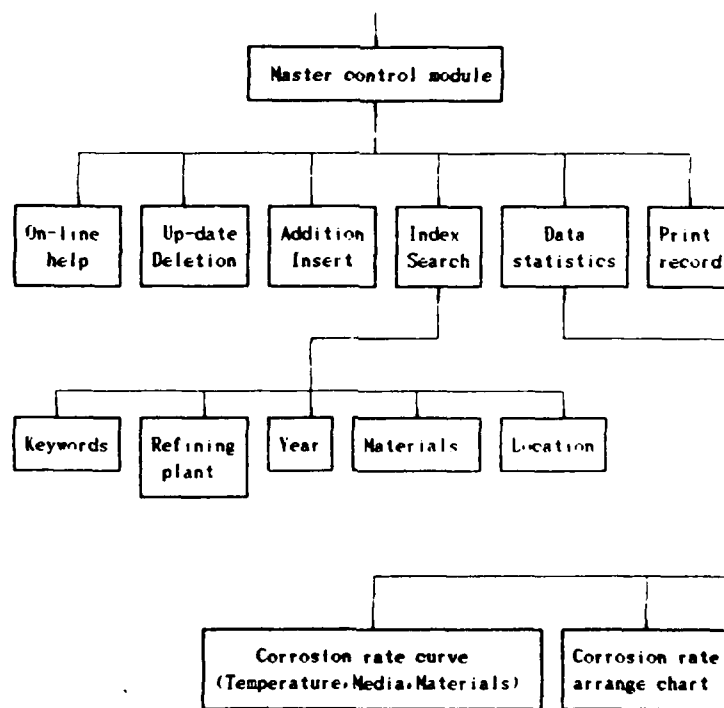 Master control module
On-line
help
Up-date
Deletion
Addition
Insert
Index
Search
Data
statistics
Print
record
Keywords
Refining
plant
Year
Materials
Location
Corrosion rate curve
(Temperature,Media,Materials)
Corrosion rate
arrange chart